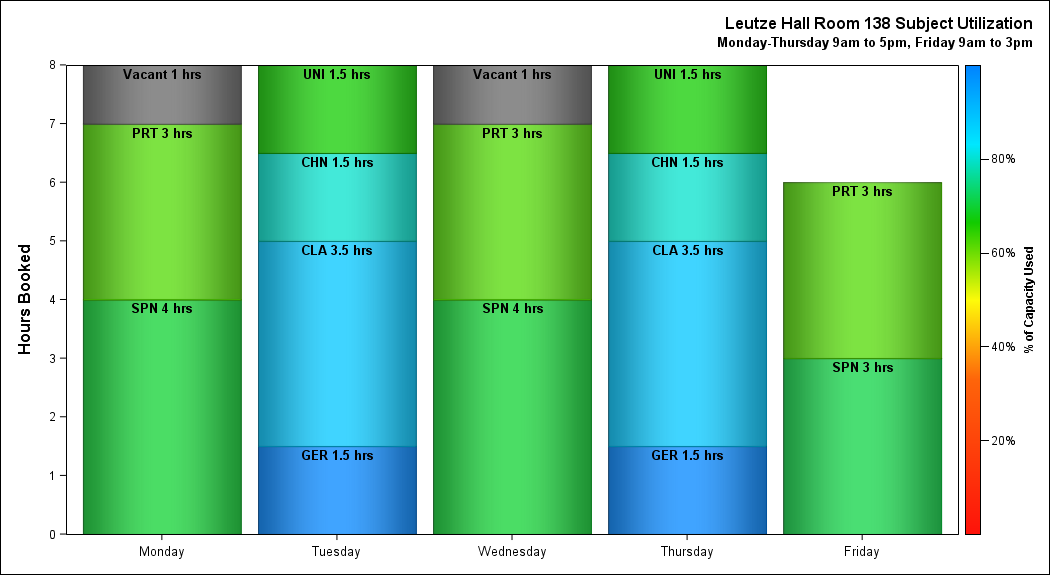 Leutze Hall Room 138 Subject Utilization
Monday-Thursday 9am to 5pm, Friday 9am to 3pm
Hours Booked
8
7
6
5
4
3
2
1
0
Vacant 1 hrs
PRT 3 hrs
SPN 4 hrs
UNI 1.5 hrs
CHN 1.5 hrs
CLA 3.5 hrs
GER 1.5 hrs
Vacant 1 hrs
PRT 3 hrs
SPN 4 hrs
UNI 1.5 hrs
CHN 1.5 hrs
CLA 3.5 hrs
GER 1.5 hrs
PRT 3 hrs
SPN 3 hrs
Monday
Tuesday
Wednesday
Thursday
Friday
80%
60%
40%
20%
% of Capacity Used